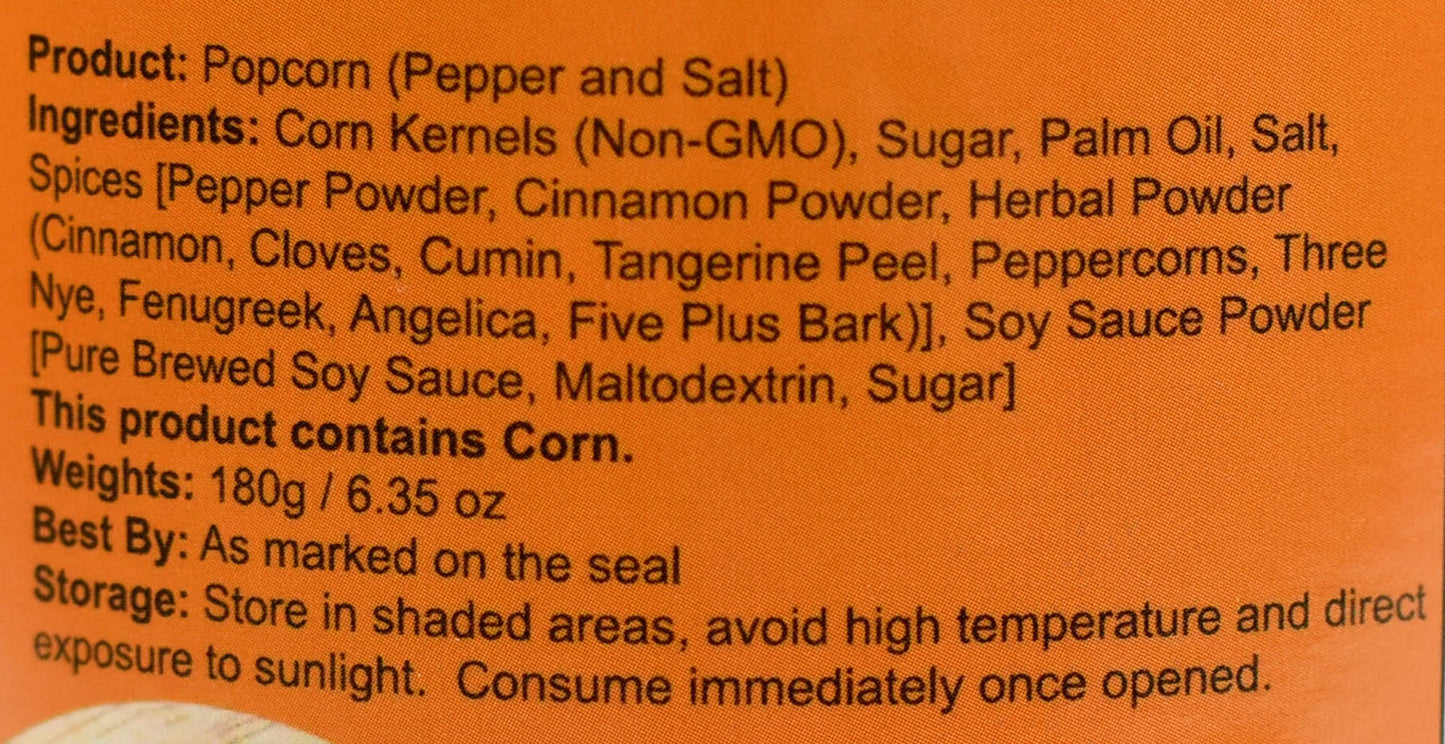 Product: Popcorn (Pepper and Salt)
Ingredients: Corn Kernels (Non-GMO), Sugar, Palm Oil, Salt,
Spices [Pepper Powder, Cinnamon Powder, Herbal Powder
(Cinnamon, Cloves, Cumin, Tangerine Peel, Peppercorns, Three
Nye, Fenugreek, Angelica, Five Plus Bark)], Soy Sauce Powder
[Pure Brewed Soy Sauce, Maltodextrin, Sugar]
This product contains Corn.
Weights: 180g / 6.35 oz
Best By: As marked on the seal
Storage: Store in shaded areas, avoid high temperature and direct
exposure to sunlight.  Consume immediately once opened.